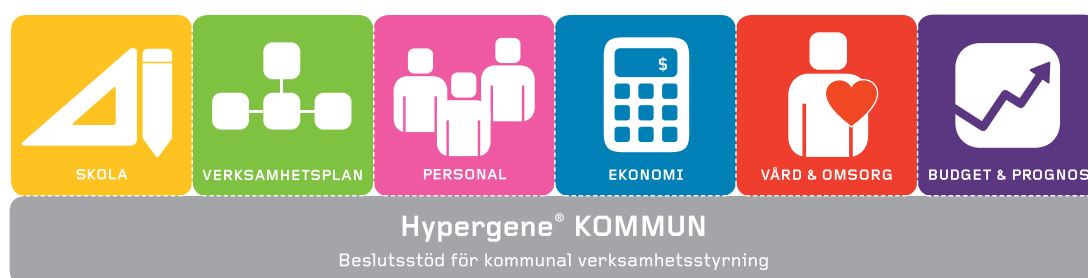 SKOLA
VERKSAMHETSPLAN
PERSONAL
$
EKONOMI
VÅRD & OMSORG
BUDGET & PROGNOS
Hypergene® KOMMUN
Beslutsstöd för kommunal verksamhetsstyrning